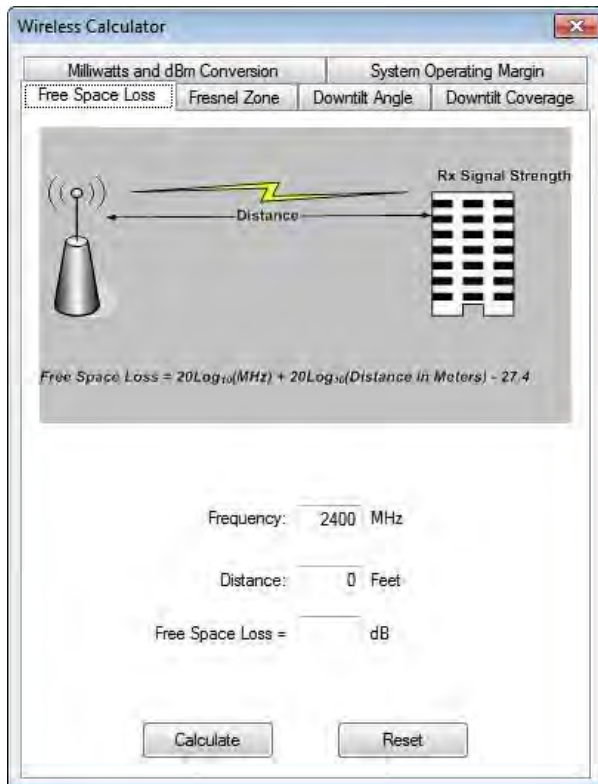 Wireless Calculator
Milliwatts and dBm Conversion
System Operating Margin
Free Space Loss
Fresnel Zone
Downtilt Angle
Downtilt Coverage
Rx Signal Strength
Distance
Free Space Loss = 20Log₁₀(MHz) + 20Log₁₀(Distance in Meters) - 27.4
Frequency: 2400 MHz
Distance: 0 Feet
Free Space Loss = dB
Calculate
Reset